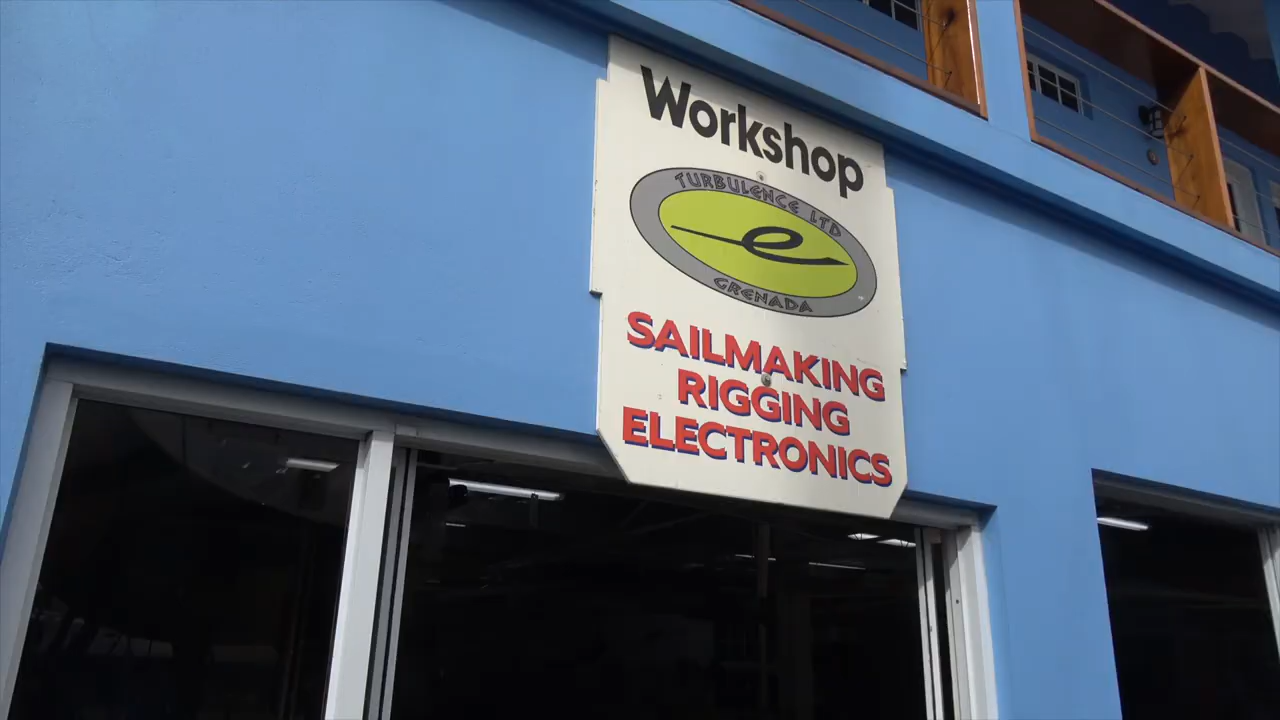 Workshop
TURBULENCE LTD
e
GRENADA
SAILMAKING
RIGGING
ELECTRONICS